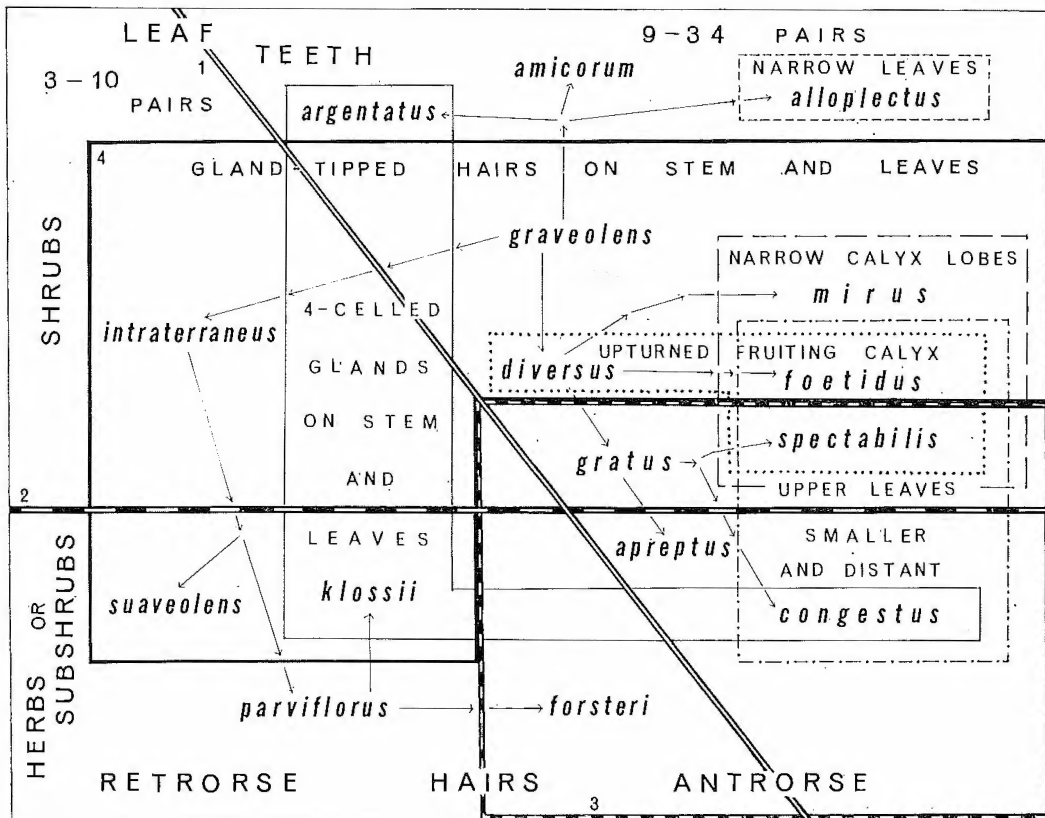 LEAF
1
TEETH
9-34 PAIRS
3-10
PAIRS
amicorum
NARROW LEAVES
alloplectus
argentatus
4
GLAND-TIPPED HAIRS ON STEM AND LEAVES
SHRUBS
graveolens
NARROW CALYX LOBES
mirus
intraterraneus
4-CELLED
GLANDS
ON STEM
AND
LEAVES
UPTURNED FRUITING CALYX
diversus
foetidus
gratus
spectabilis
2
UPPER LEAVES
SMALLER
AND DISTANT
apreptus
HERBS OR
SUBSHRUBS
suaveolens
klossii
congestus
parviflorus
forsteri
RETRORSE HAIRS ANTRORSE
3